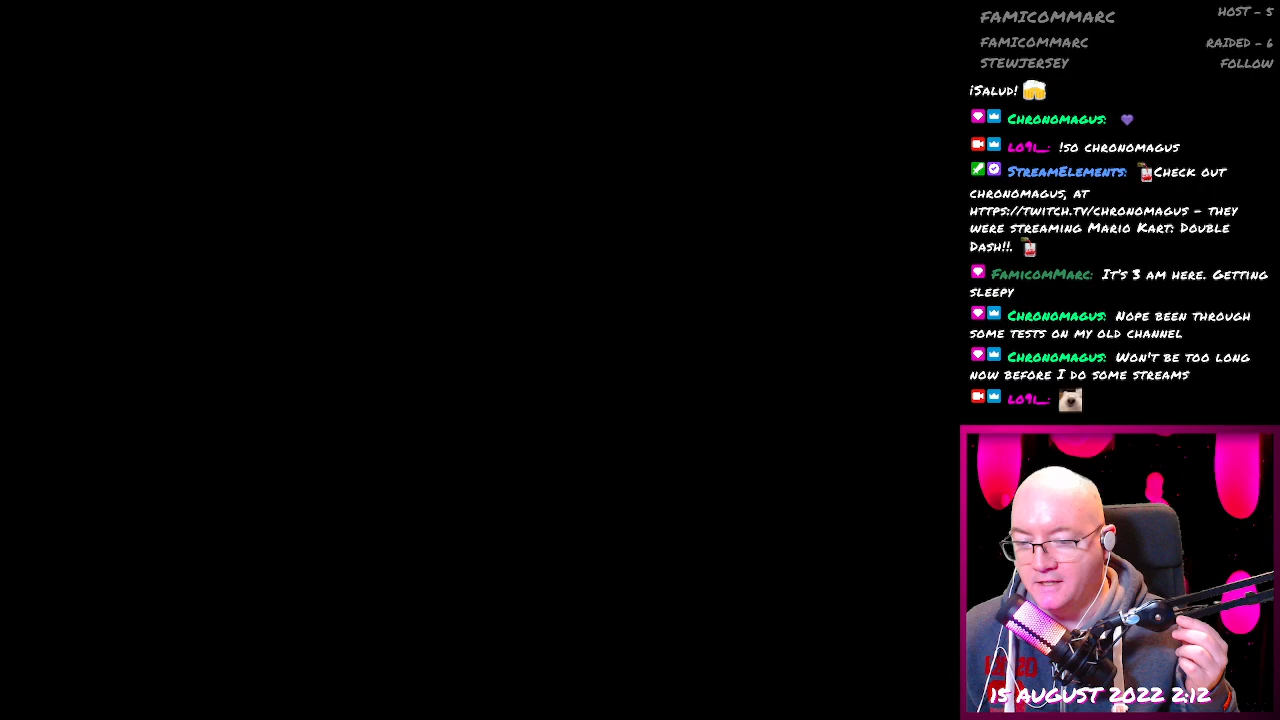 FAMICOMMARC HOST - 5
FAMICOMMARC RAIDED - 6
STEWJERSEY FOLLOW
¡Salud!
Chronomagus:
lo9i_: !so chronomagus
StreamElements: Check out
chronomagus, at
https://twitch.tv/chronomagus - they
were streaming Mario Kart: Double
Dash!!.
FamicomMarc: It's 3 am here. Getting
sleepy
Chronomagus: Nope been through
some tests on my old channel
Chronomagus: Won't be too long
now before I do some streams
lo9i_:
15 AUGUST 2022 2:12